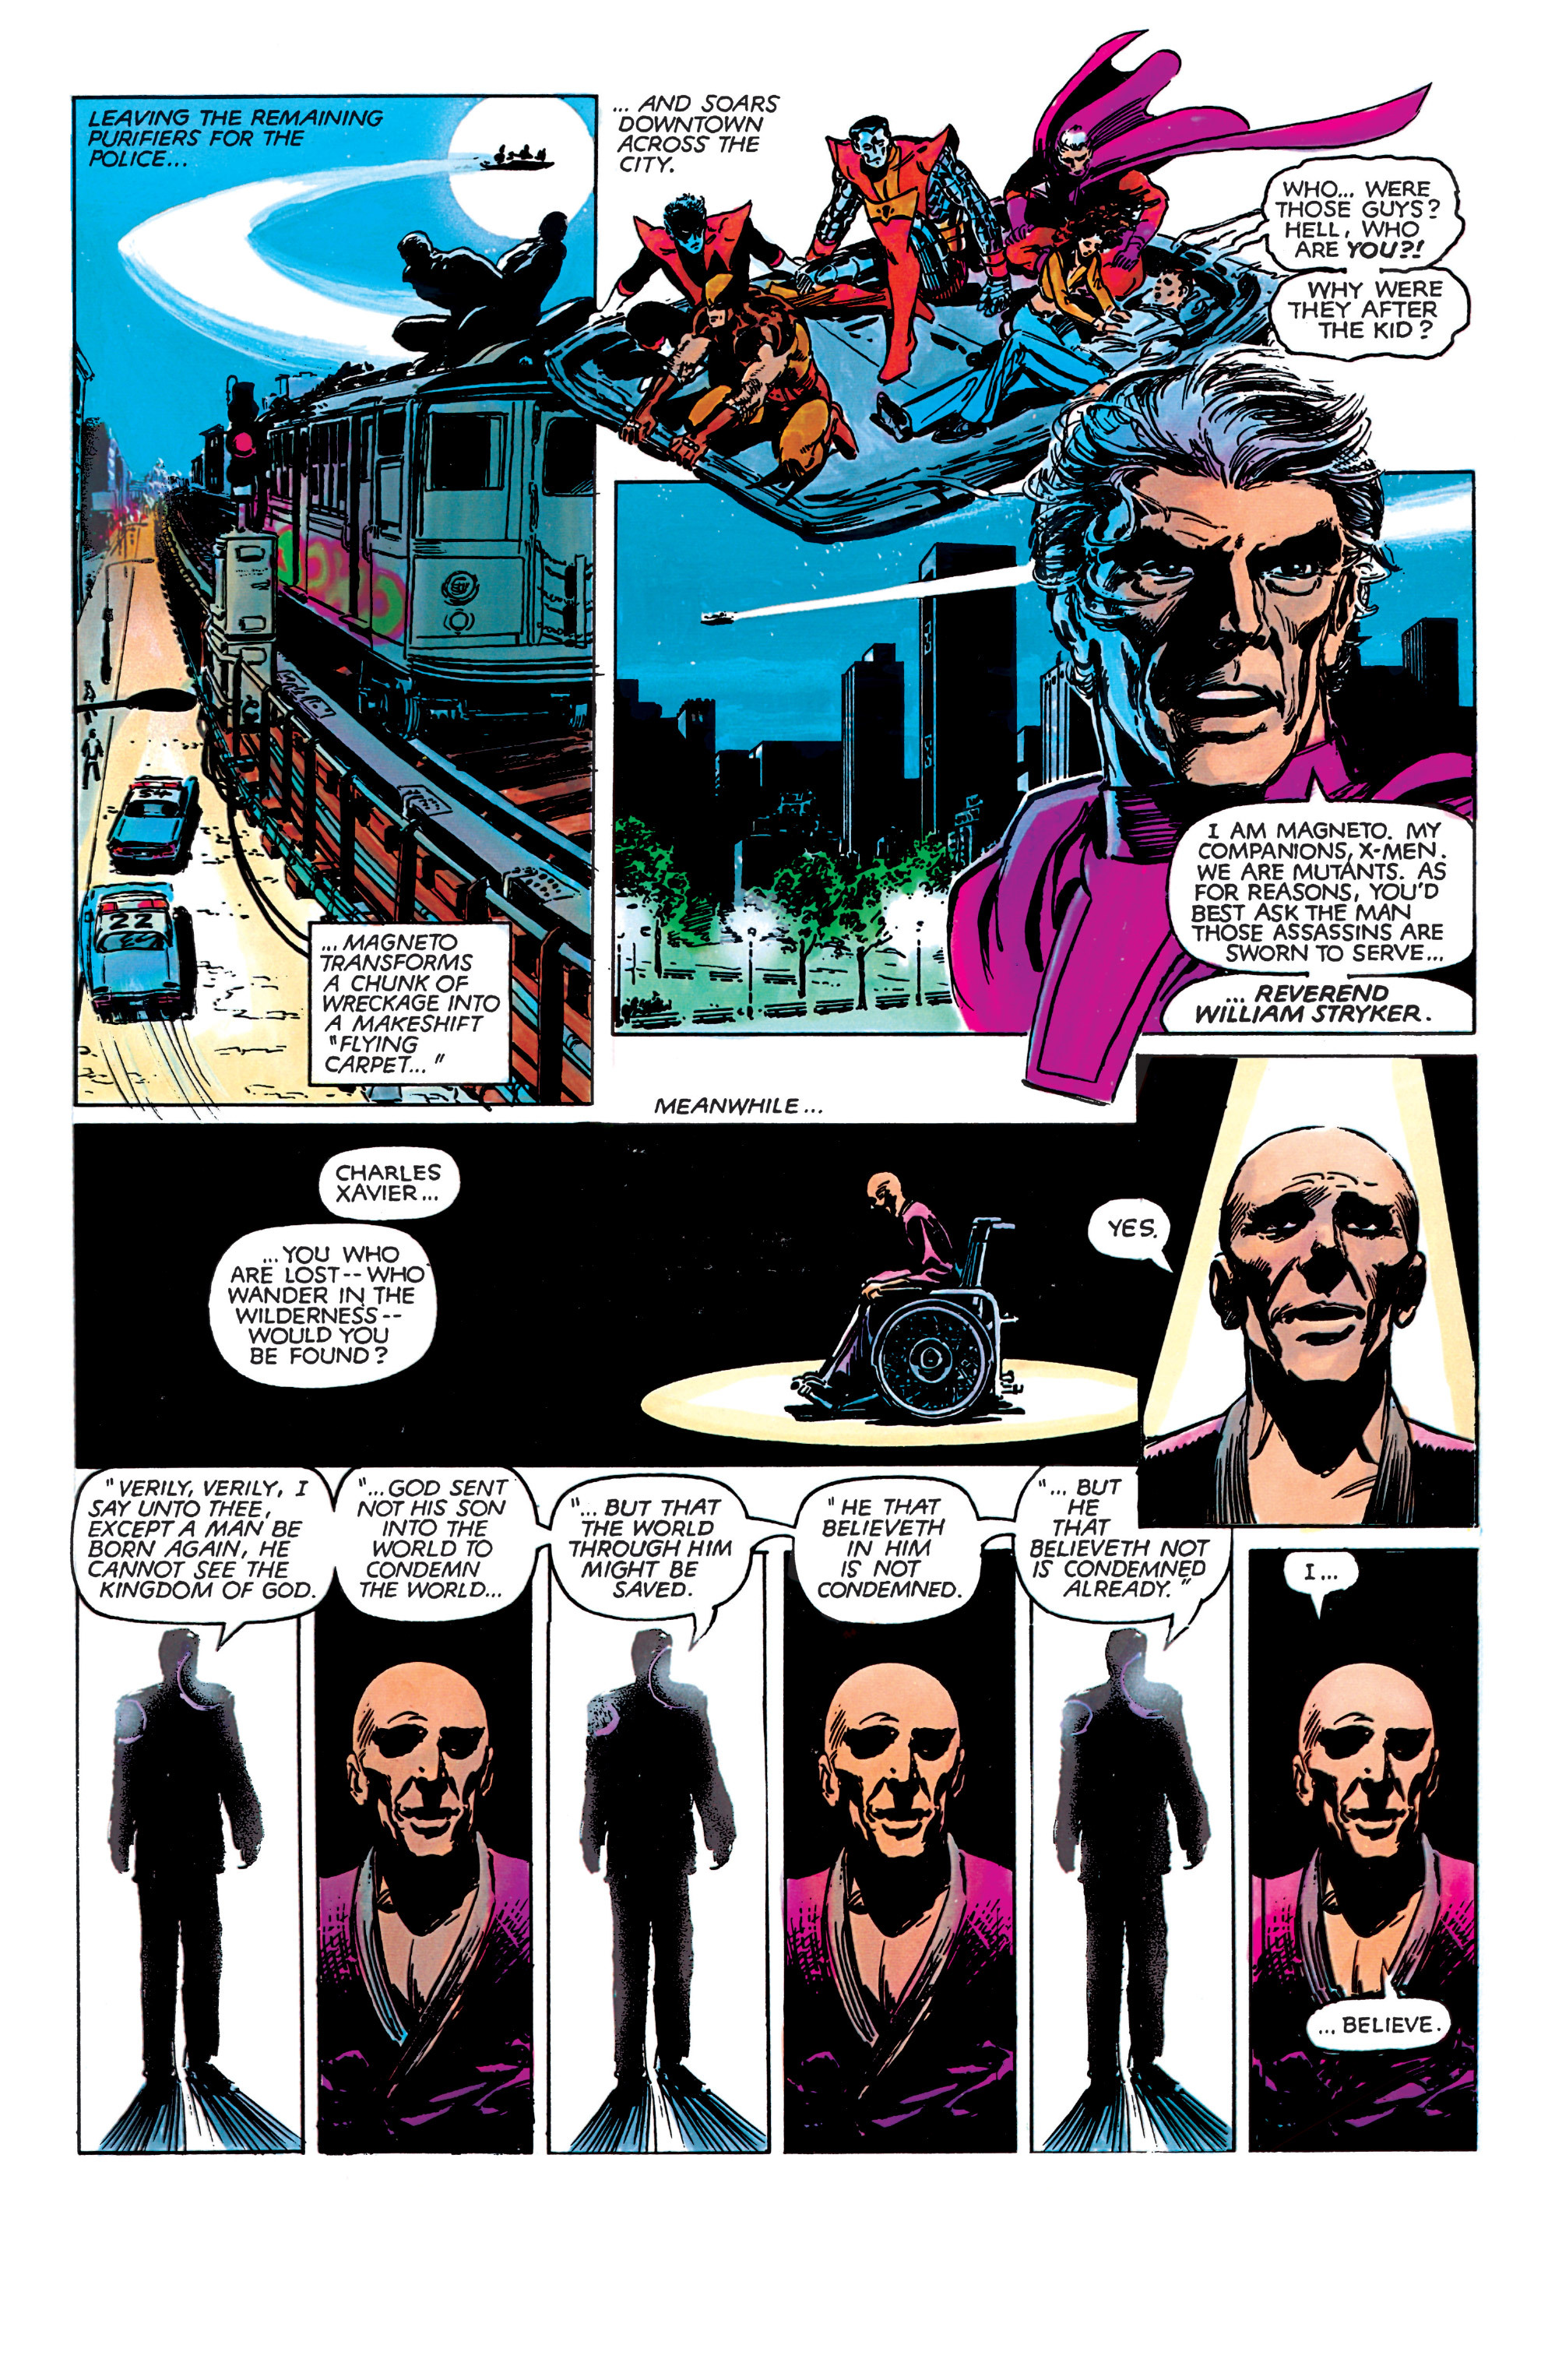 LEAVING THE REMAINING
PURIFIERS FOR THE
POLICE...
... MAGNETO
TRANSFORMS
A CHUNK OF
WRECKAGE INTO
A MAKESHIFT
"FLYING
CARPET..."
54
22
... AND SOARS
DOWNTOWN
ACROSS THE
CITY.
WHO... WERE
THOSE GUYS?
HELL, WHO
ARE YOU?!
WHY WERE
THEY AFTER
THE KID?
I AM MAGNETO. MY
COMPANIONS, X-MEN.
WE ARE MUTANTS. AS
FOR REASONS, YOU'D
BEST ASK THE MAN
THOSE ASSASSINS ARE
SWORN TO SERVE...
... REVEREND
WILLIAM STRYKER.
MEANWHILE...
CHARLES
XAVIER...
...YOU WHO
ARE LOST--WHO
WANDER IN THE
WILDERNESS--
WOULD YOU
BE FOUND?
YES.
"VERILY, VERILY, I
SAY UNTO THEE,
EXCEPT A MAN BE
BORN AGAIN, HE
CANNOT SEE THE
KINGDOM OF GOD.
"...GOD SENT
NOT HIS SON
INTO THE
WORLD TO
CONDEMN
THE WORLD...
"... BUT THAT
THE WORLD
THROUGH HIM
MIGHT BE
SAVED.
"HE THAT
BELIEVETH
IN HIM
IS NOT
CONDEMNED.
"... BUT
HE
THAT
BELIEVETH NOT
IS CONDEMNED
ALREADY."
I...
... BELIEVE.